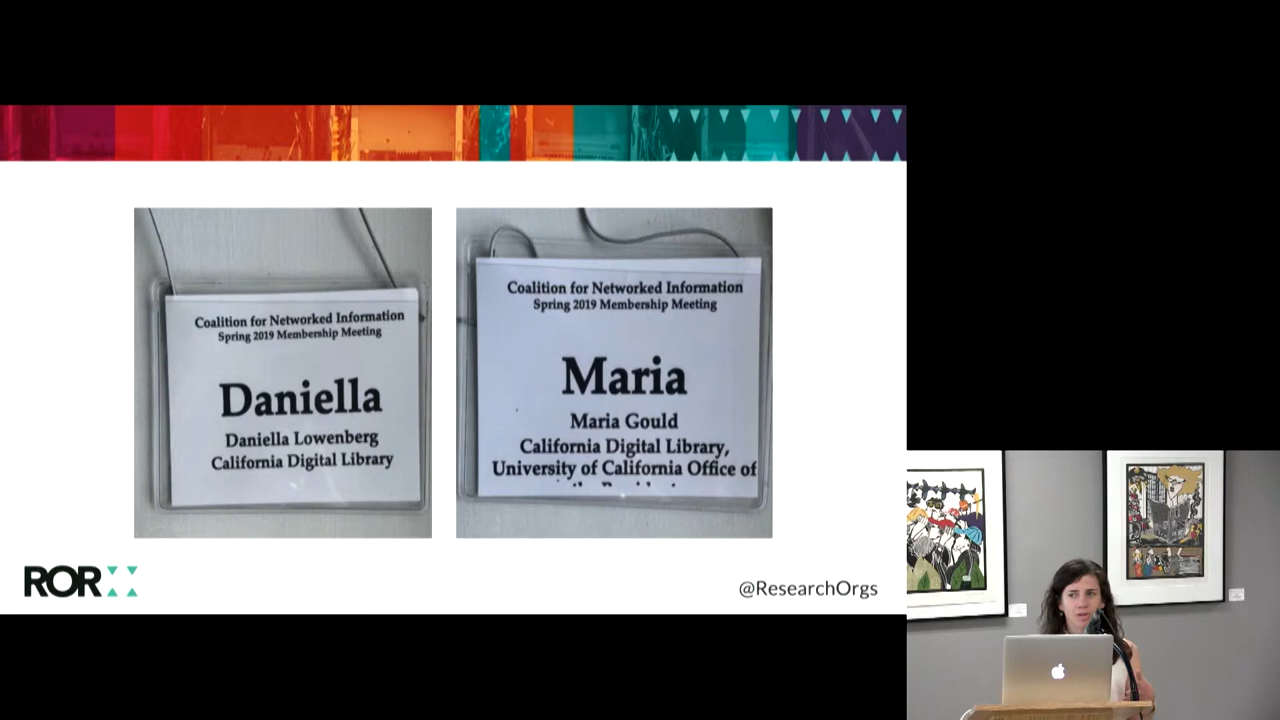 Coalition for Networked Information
Spring 2019 Membership Meeting
Daniella
Daniella Lowenberg
California Digital Library
Coalition for Networked Information
Spring 2019 Membership Meeting
Maria
Maria Gould
California Digital Library,
University of California Office of
ROR
@ResearchOrgs